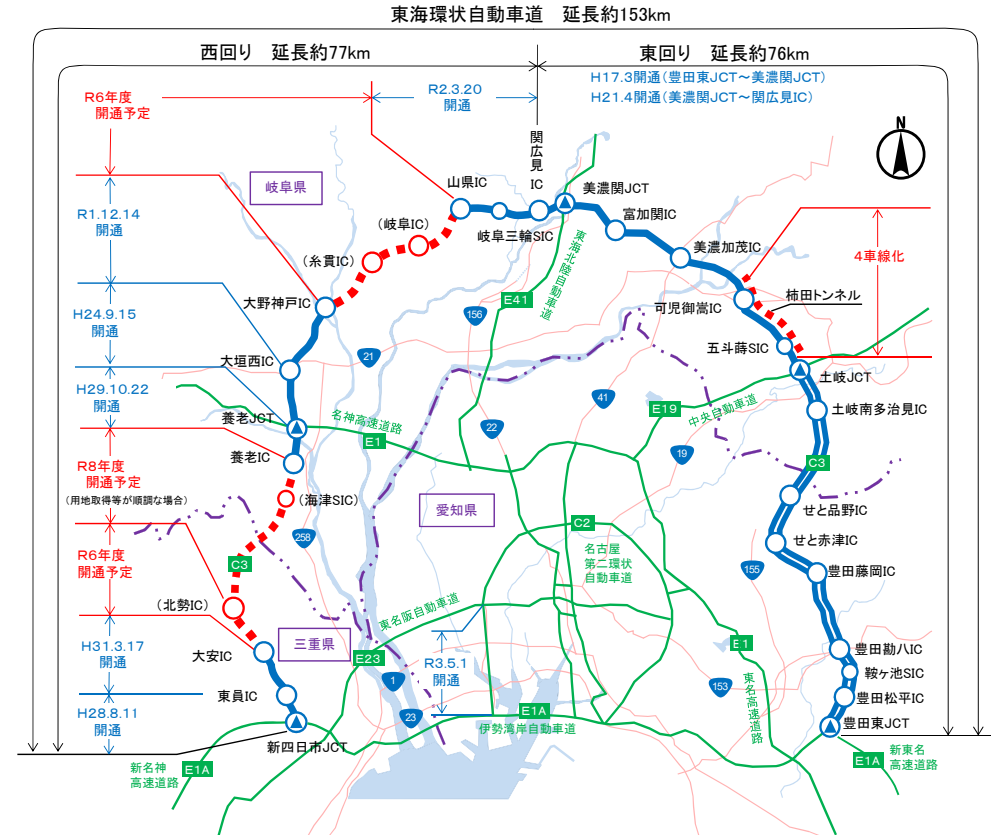 東海環状自動車道　延長約153km
西回り　延長約77km
東回り　延長約76km
H17.3開通(豊田東JCT～美濃関JCT)
H21.4開通(美濃関JCT～関広見IC)
R6年度
開通予定
R2.3.20
開通
関広見IC
N
岐阜県
山県IC
美濃関JCT
(岐阜IC)
岐阜三輪SIC
富加関IC
R1.12.14
開通
(糸貫IC)
東海北陸自動車道
美濃加茂IC
4車線化
大野神戸IC
E41
可児御嵩IC
柿田トンネル
H24.9.15
開通
156
五斗蒔SIC
21
大垣西IC
土岐JCT
H29.10.22
開通
41
E19
中央自動車道
土岐南多治見IC
養老JCT
名神高速道路
E1
22
19
R8年度
開通予定
(用地取得等が順調な場合)
養老IC
C3
(海津SIC)
愛知県
せと品野IC
258
C2
名古屋
第二環状
自動車道
せと赤津IC
R6年度
開通予定
C3
155
豊田藤岡IC
(北勢IC)
東名阪自動車道
H31.3.17
開通
三重県
大安IC
E23
R3.5.1
開通
E1
豊田勘八IC
鞍ヶ池SIC
東員IC
1
153
東名高速道路
豊田松平IC
H28.8.11
開通
23
E1A
伊勢湾岸自動車道
豊田東JCT
新四日市JCT
新名神
高速道路
E1A
E1A
新東名
高速道路